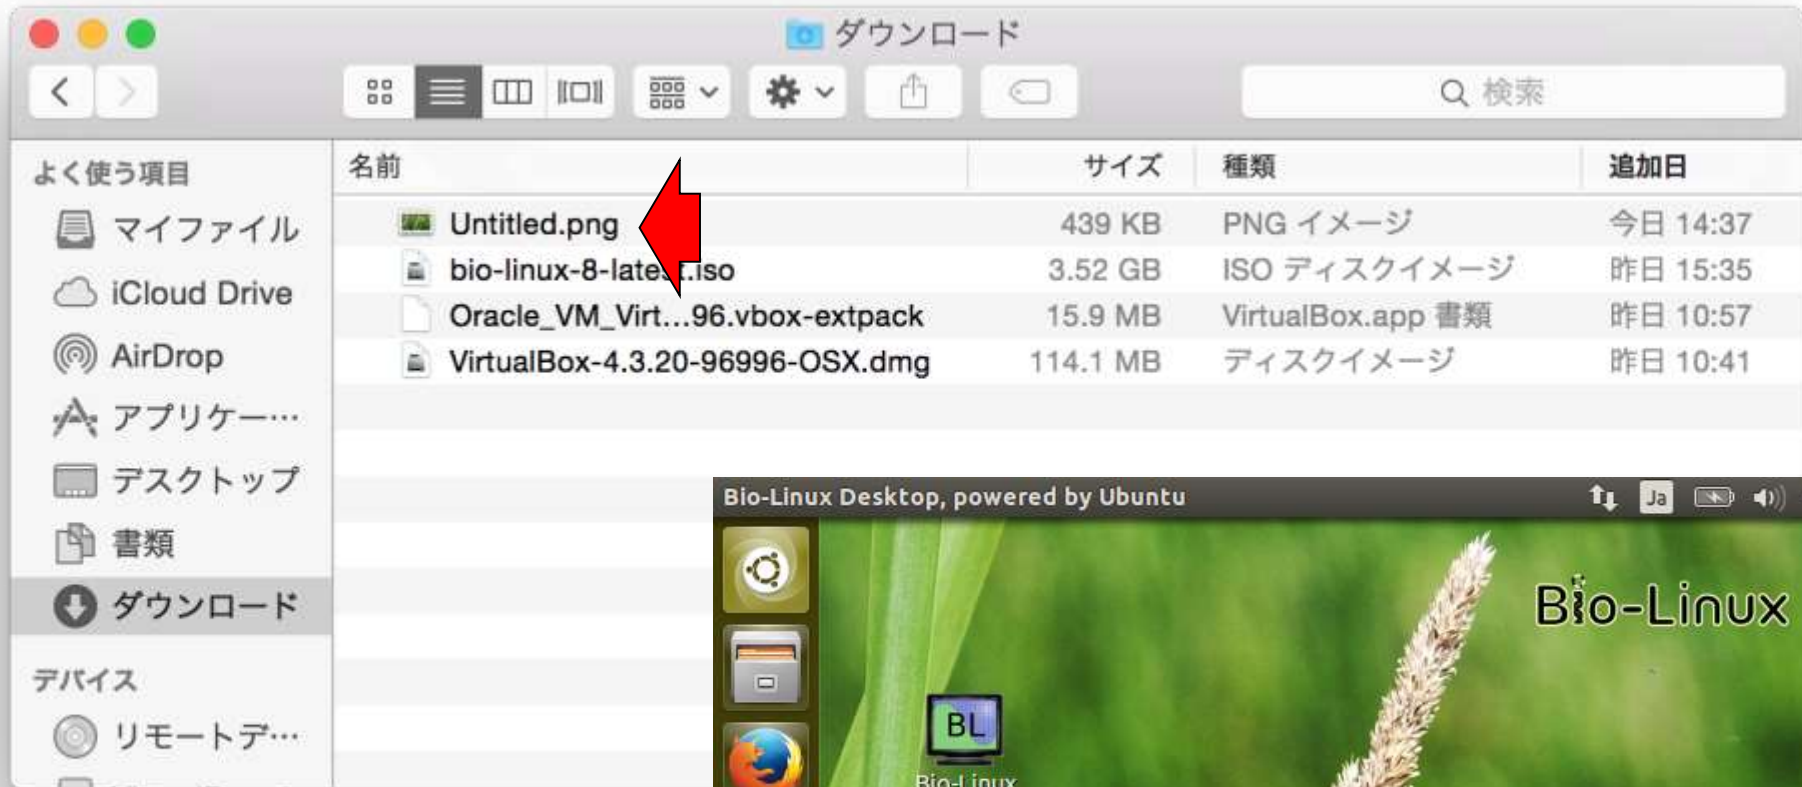 ダウンロード
検索
よく使う項目
マイファイル
iCloud Drive
AirDrop
アプリケー…
デスクトップ
書類
ダウンロード
デバイス
リモートデ…
名前 サイズ 種類 追加日
Untitled.png 439 KB PNG イメージ 今日 14:37
bio-linux-8-latest.iso 3.52 GB ISO ディスクイメージ 昨日 15:35
Oracle_VM_Virt...96.vbox-extpack 15.9 MB VirtualBox.app 書類 昨日 10:57
VirtualBox-4.3.20-96996-OSX.dmg 114.1 MB ディスクイメージ 昨日 10:41
Bio-Linux Desktop, powered by Ubuntu Ja
Bio-Linux
BL
Bio-Linux